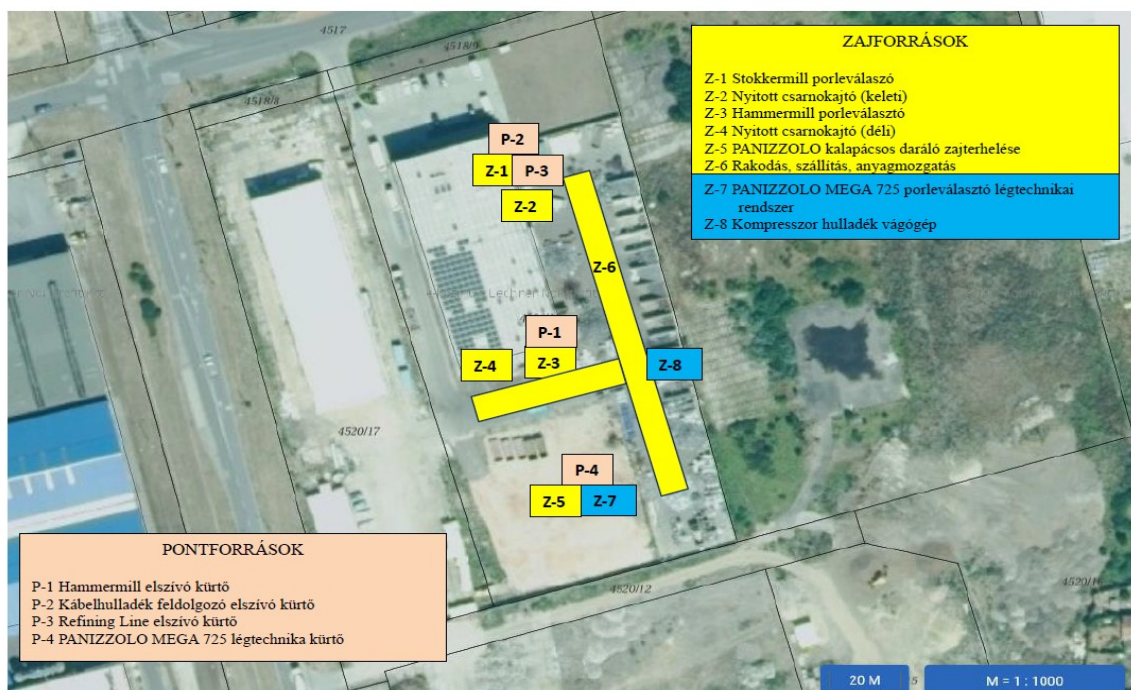 4517
4518/9
4518/8
ZAJFORRÁSOK
Z-1 Stokkermill porleválaszó
Z-2 Nyitott csarnokajtó (keleti)
Z-3 Hammermill porleválasztó
Z-4 Nyitott csarnokajtó (déli)
Z-5 PANIZZOLO kalapácsos daráló zajterhelése
Z-6 Rakodás, szállítás, anyagmozgatás
Z-7 PANIZZOLO MEGA 725 porleválasztó légtechnikai
rendszer
Z-8 Kompresszor hulladék vágógép
P-2
Z-1 P-3
Z-2
Z-6
Lechner
P-1
Z-4 Z-3 Z-8
4520/17
P-4
Z-5 Z-7
PONTFORRÁSOK
P-1 Hammermill elszívó kürtő
P-2 Kábelhulladék feldolgozó elszívó kürtő
P-3 Refining Line elszívó kürtő
P-4 PANIZZOLO MEGA 725 légtechnika kürtő
4520/12
20 M 5 M = 1 : 1000